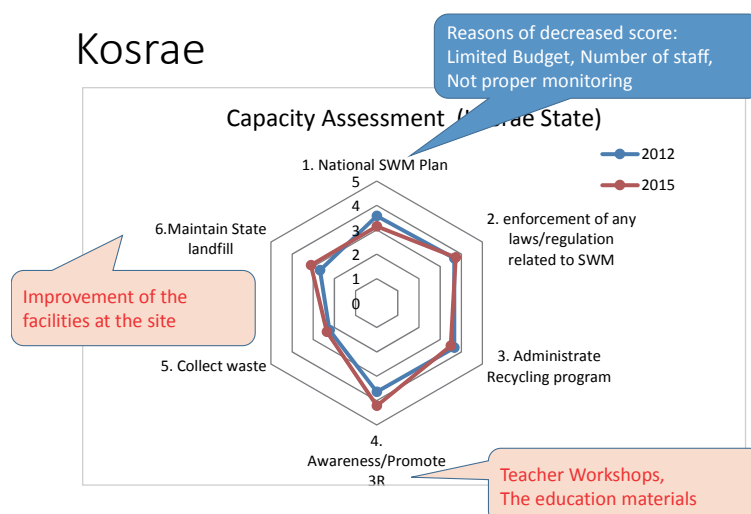 Kosrae
Reasons of decreased score:
Limited Budget, Number of staff,
Not proper monitoring
Capacity Assessment (rae State)
1. National SWM Plan
2012
2015
5
4
3
2
1
0
2. enforcement of any
laws/regulation
related to SWM
3. Administrate
Recycling program
4.
Awareness/Promote
3R
5. Collect waste
6.Maintain State
landfill
Improvement of the
facilities at the site
Teacher Workshops,
The education materials